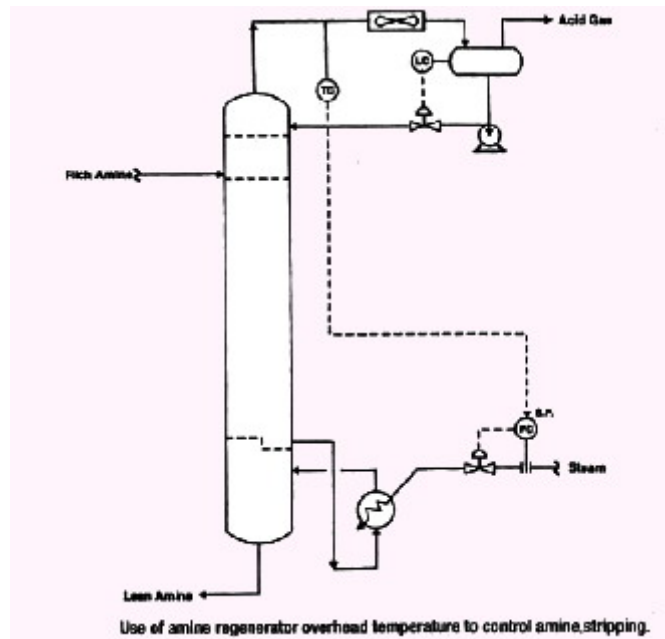 Acid Gas
LC
TC
Rich Amine
S.P.
FC
Steam
Lean Amine
Use of amine regenerator overhead temperature to control amine,stripping.